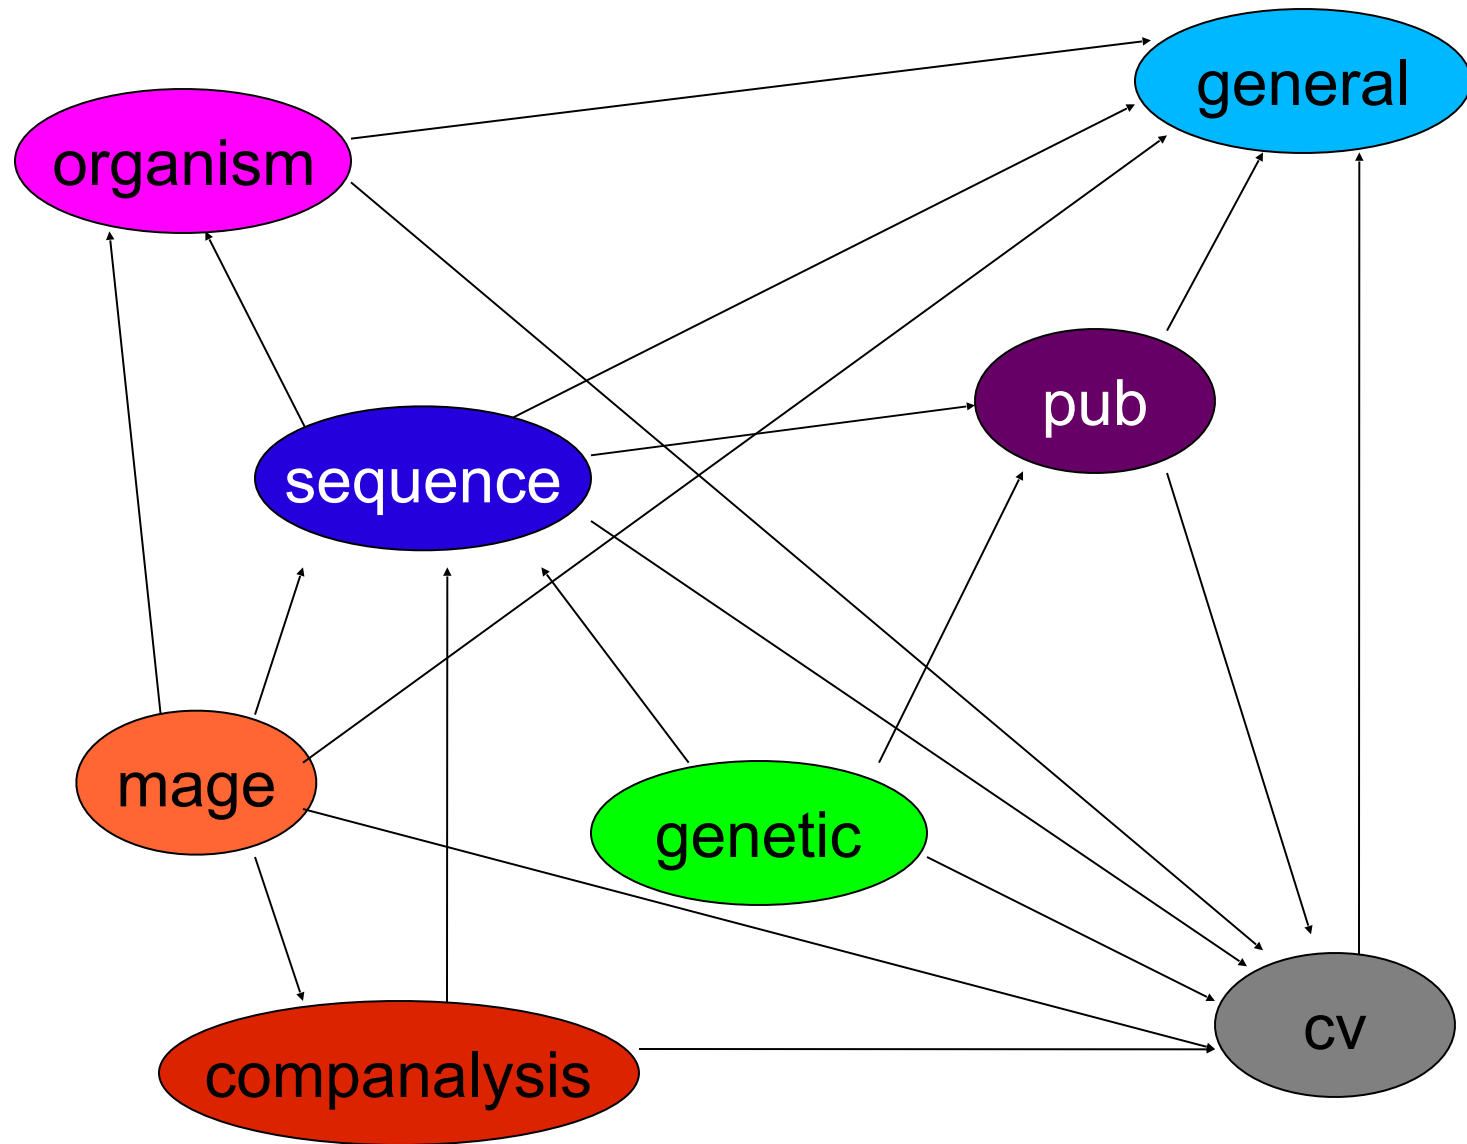 general
organism
pub
sequence
mage
genetic
cv
companalysis